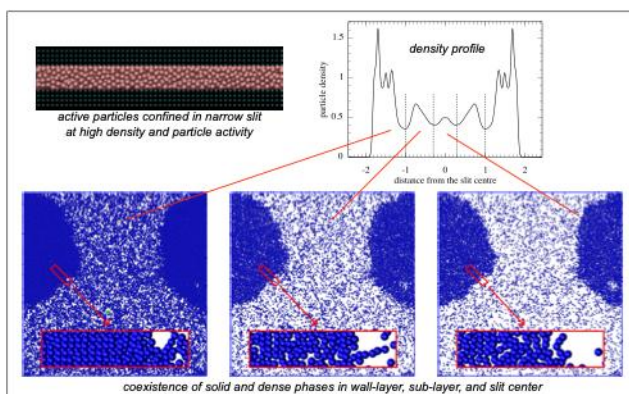 density profile
active particles confined in narrow slit
at high density and particle activity
particle density
1.5
1
0.5
0
-2 -1 0 1 2
distance from the slit centre
coexistence of solid and dense phases in wall-layer, sub-layer, and slit center